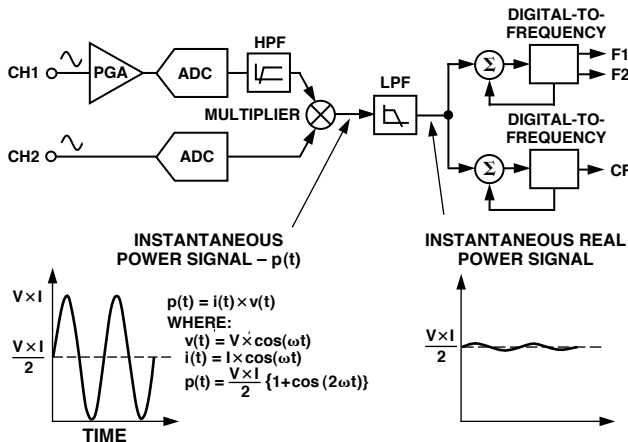 DIGITAL-TO-
FREQUENCY
HPF
CH1
PGA
ADC
Σ
F1
F2
LPF
MULTIPLIER
DIGITAL-TO-
FREQUENCY
CH2
ADC
Σ
CF
INSTANTANEOUS
POWER SIGNAL – p(t)
INSTANTANEOUS REAL
POWER SIGNAL
V × I
V × I
2
TIME
p(t) = i(t) × v(t)
WHERE:
v(t) = V × cos(ωt)
i(t) = I × cos(ωt)
p(t) = V × I
2
{1+cos (2ωt)}
V × I
2